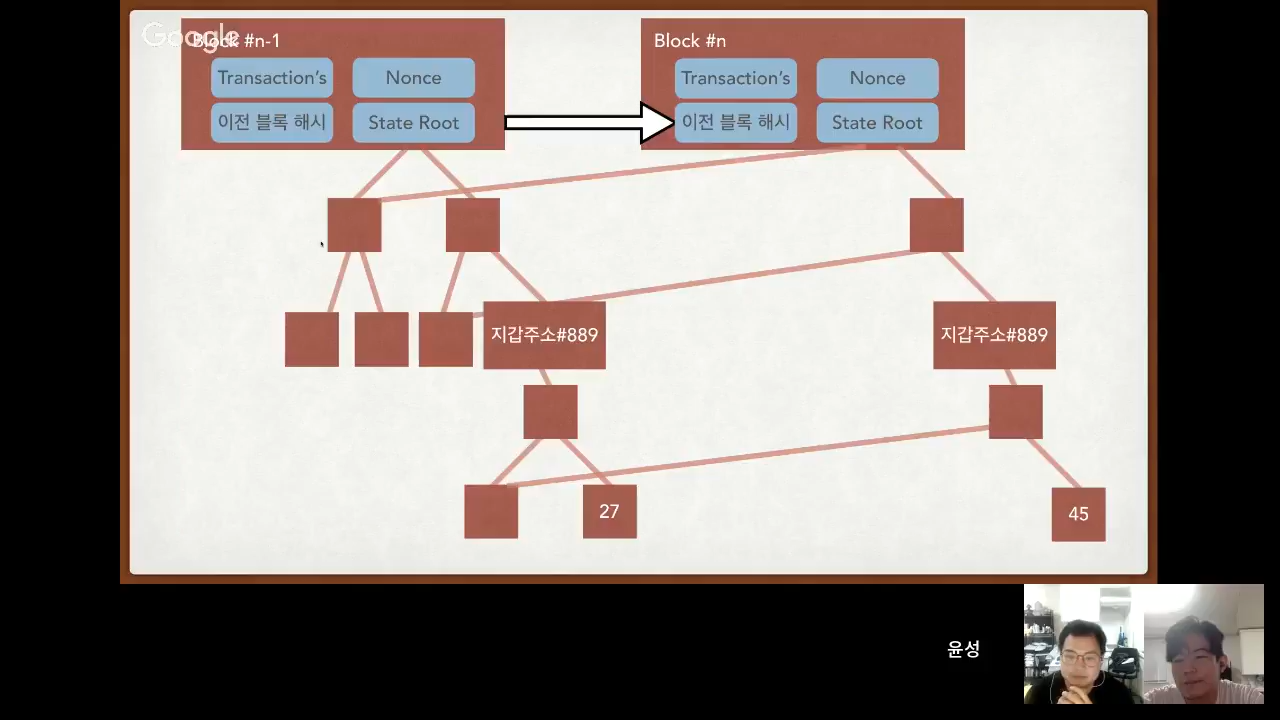 Google
Block #n-1
Transaction's
Nonce
이전 블록 해시
State Root
Block #n
Transaction's
Nonce
이전 블록 해시
State Root
지갑주소#889
지갑주소#889
27
45
윤성